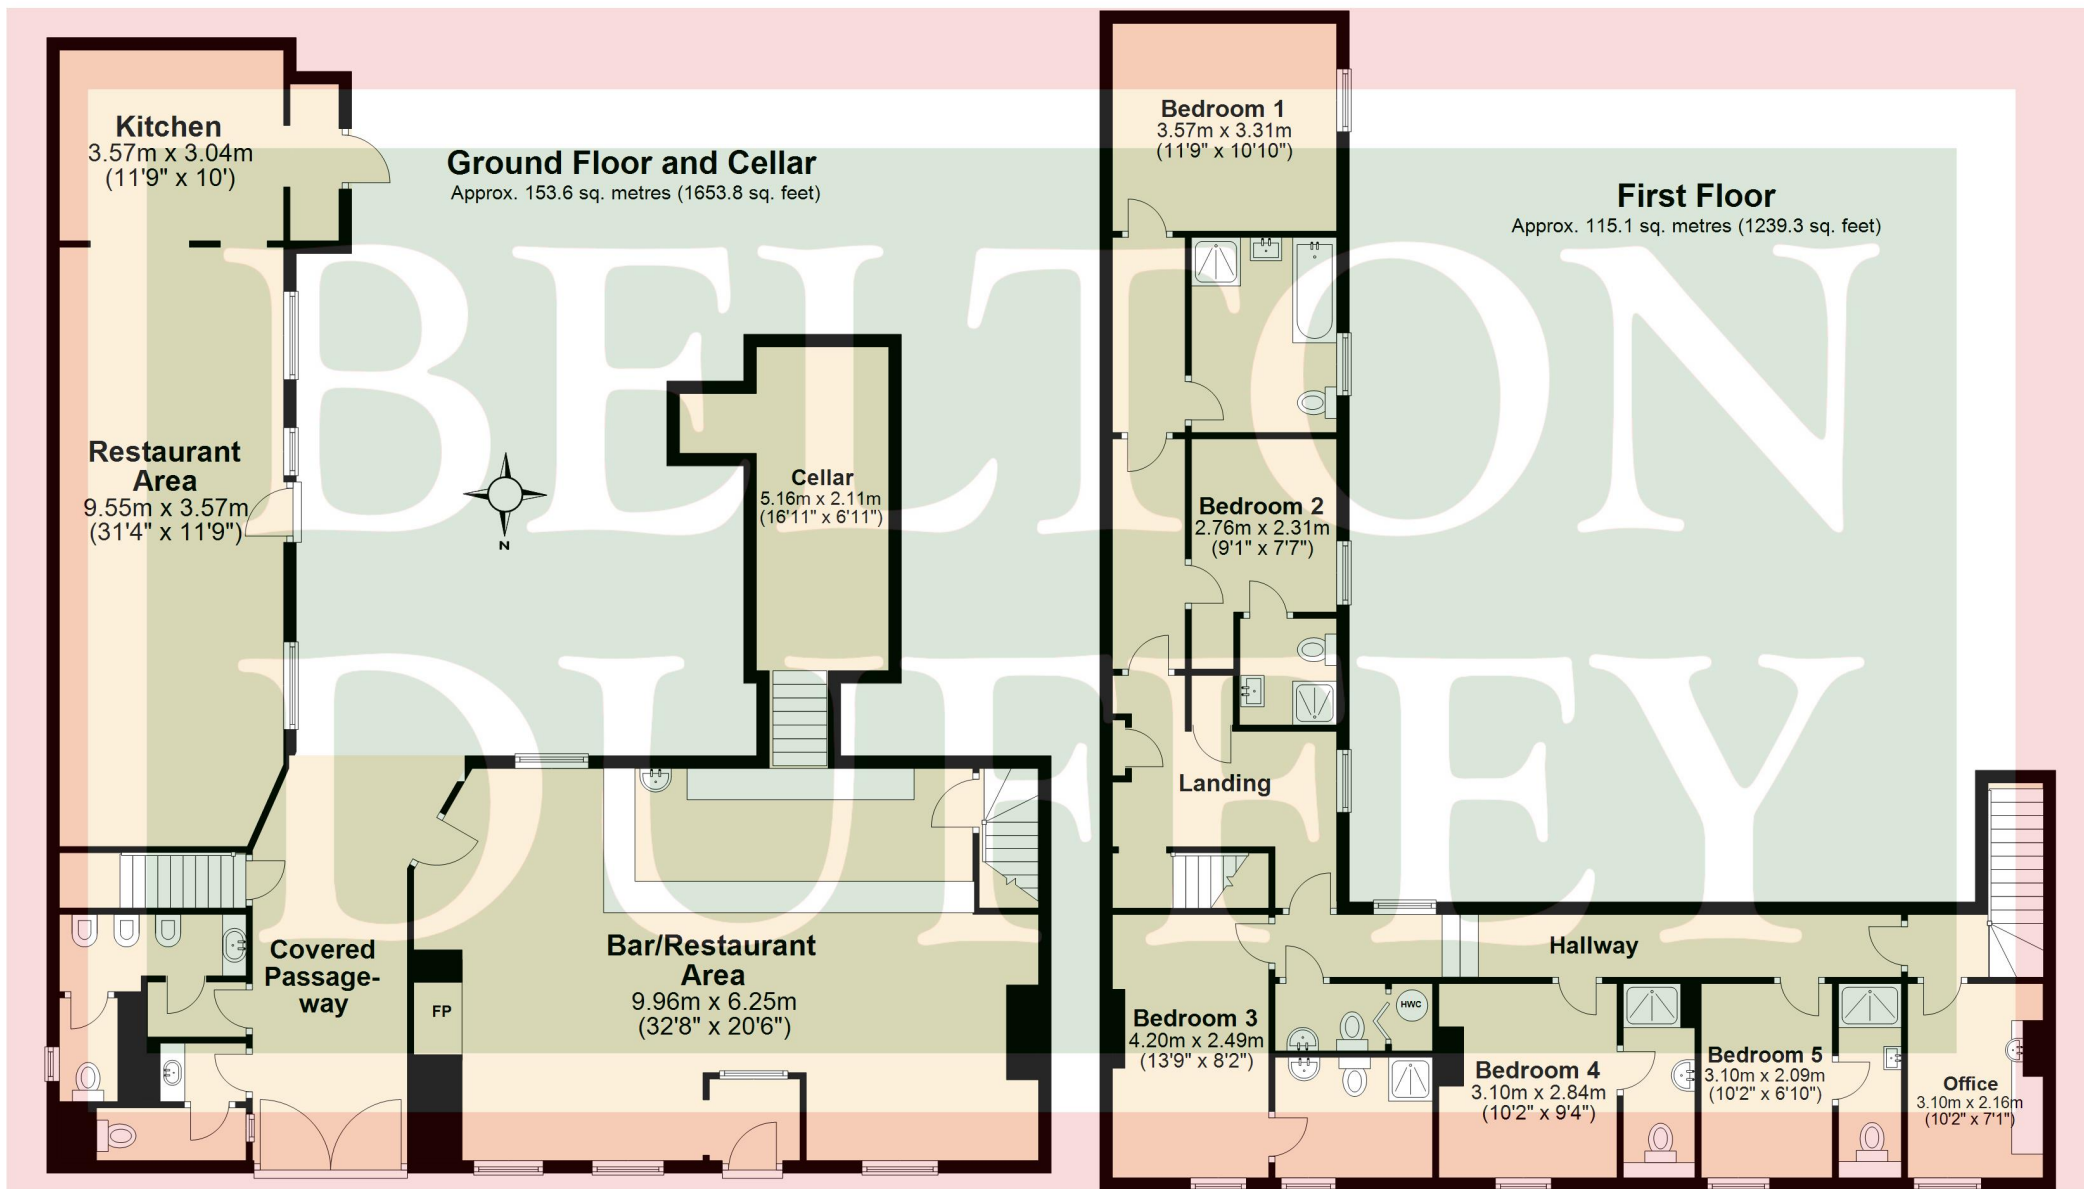 Kitchen
3.57m x 3.04m
(11'9" x 10')
Ground Floor and Cellar
Approx. 153.6 sq. metres (1653.8 sq. feet)
Restaurant
Area
9.55m x 3.57m
(31'4" x 11'9")
N
Cellar
5.16m x 2.11m
(16'11" x 6'11")
Covered
Passage-
way
FP
Bar/Restaurant
Area
9.96m x 6.25m
(32'8" x 20'6")
Bedroom 1
3.57m x 3.31m
(11'9" x 10'10")
First Floor
Approx. 115.1 sq. metres (1239.3 sq. feet)
Bedroom 2
2.76m x 2.31m
(9'1" x 7'7")
Landing
Hallway
HWC
Bedroom 3
4.20m x 2.49m
(13'9" x 8'2")
Bedroom 4
3.10m x 2.84m
(10'2" x 9'4")
Bedroom 5
3.10m x 2.09m
(10'2" x 6'10")
Office
3.10m x 2.16m
(10'2" x 7'1")
BELTON
DUFFEY